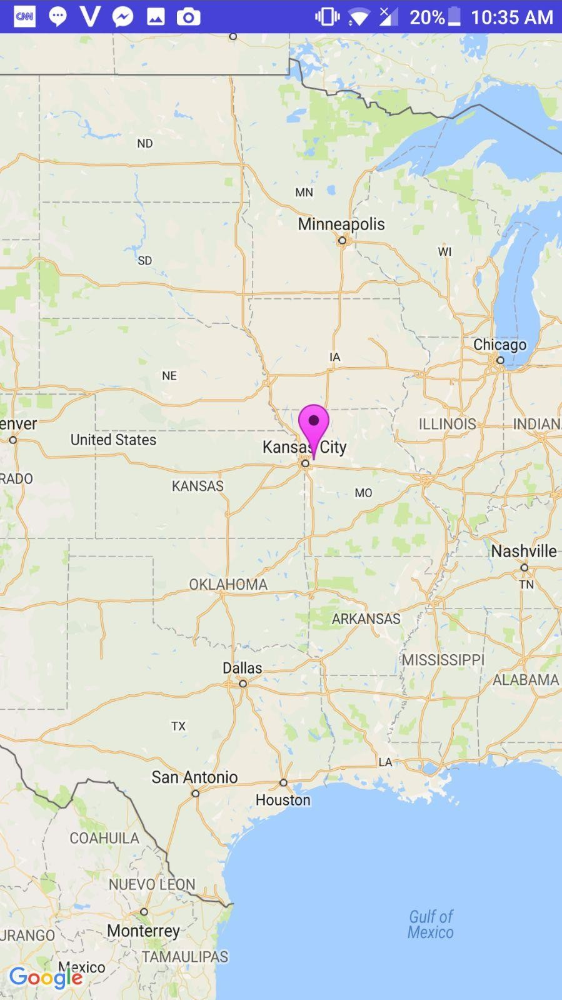 CNN
20% 10:35 AM
ND
MN
Minneapolis
SD
WI
Chicago
IA
NE
enver
ILLINOIS
INDIAN
United States
Kansas City
RADO
KANSAS
MO
Nashville
OKLAHOMA
TN
ARKANSAS
MISSISSIPPI
Dallas
ALABAMA
TX
LA
San Antonio
Houston
COAHUILA
NUEVO LEON
Gulf of
Mexico
Monterrey
URANGO
TAMAULIPAS
Mexico
Google